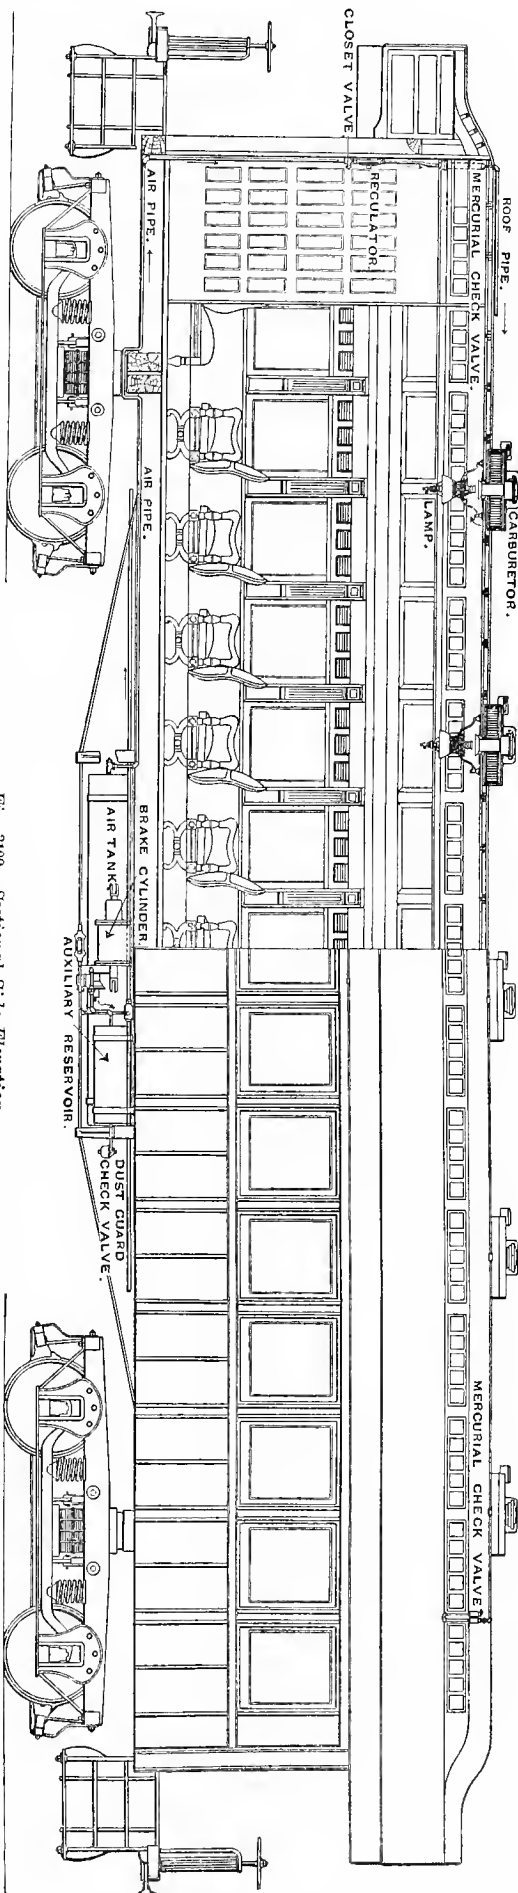 ROOF PIPE.
CLOSET VALVE
MERCURIAL CHECK VALVE.
REGULATOR
CARBURETOR.
LAMP.
AIR PIPE.
AIR PIPE.
BRAKE CYLINDER
AIR TANK
AUXILIARY RESERVOIR.
DUST GUARD
CHECK VALVE.
MERCURIAL CHECK VALVE
Side Elevation